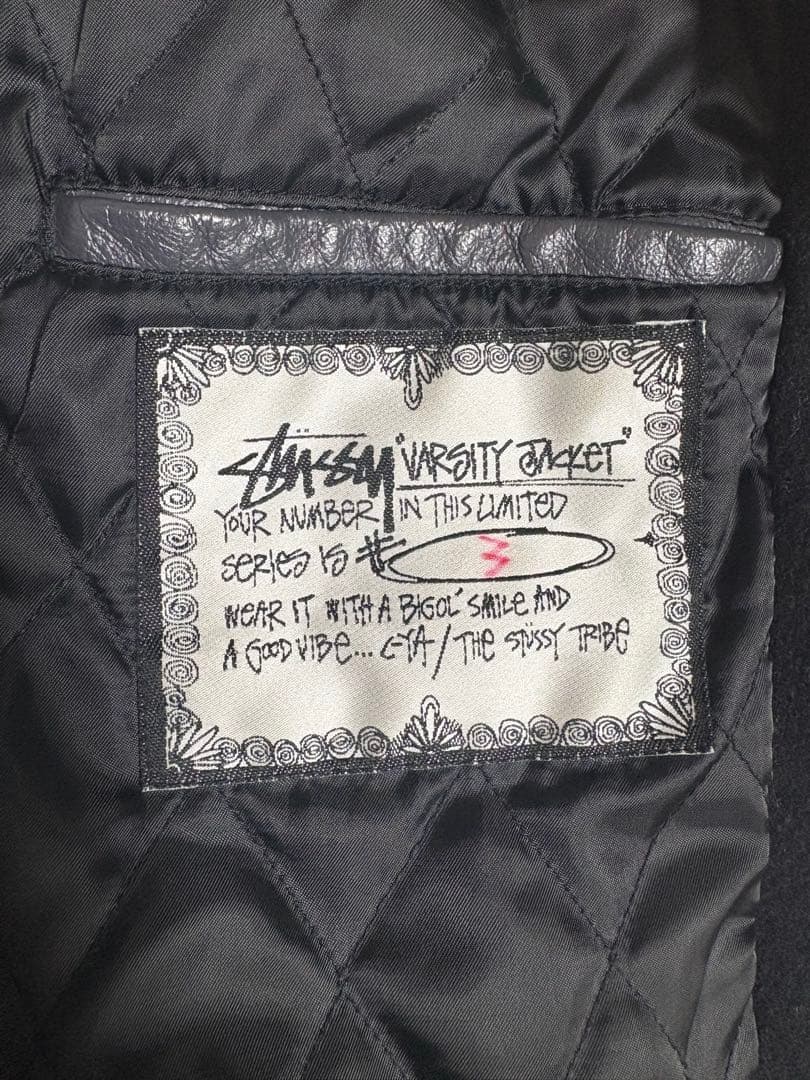 Stüssy "VARSITY JACKET"
YOUR NUMBER IN THIS LIMITED
SERIES IS # 3
WEAR IT WITH A BIG OL' SMILE AND
A GOOD VIBE... C-YA / THE STÜSSY TRIBE